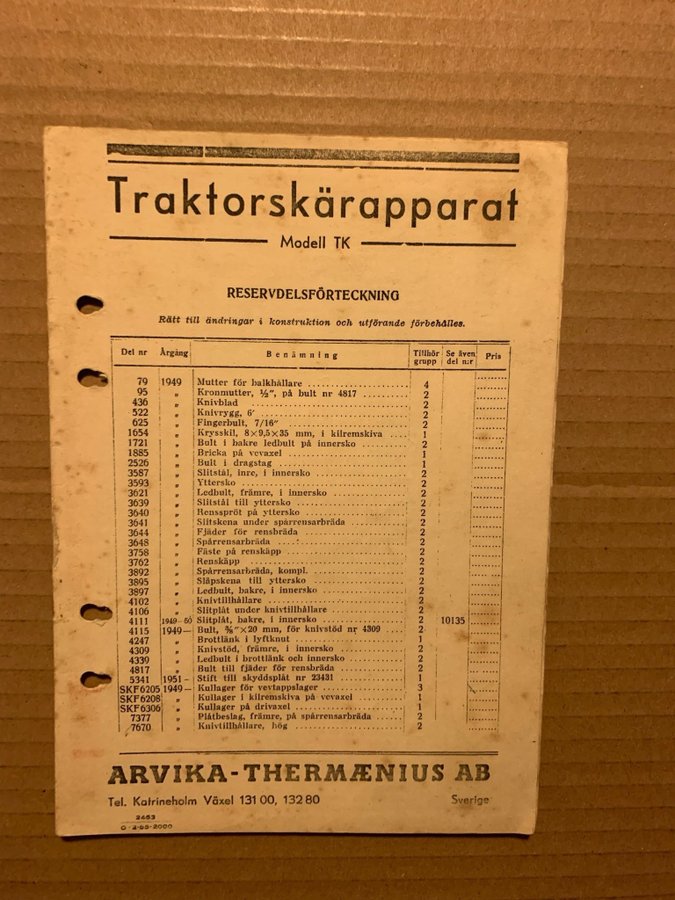 Traktorskärapparat
Modell TK
RESERVDELSFÖRTECKNING
Rätt till ändringar i konstruktion och utförande förbehålles.
Del nr Årgång Benämning Tillhör grupp Se även del n:r Pris
79 1949 Mutter för balkhållare 4
95 „ Kronmutter, ½", på bult nr 4817 2
436 „ Knivblad 2
522 „ Knivrygg, 6' 2
625 „ Fingerbult, 7/16" 2
1654 „ Krysskil, 8×9,5×35 mm, i kilremskiva 1
1721 „ Bult i bakre ledbult på innersko 2
1885 „ Bricka på vevaxel 1
2526 „ Bult i dragstag 1
3587 „ Slitstål, inre, i innersko 2
3593 „ Yttersko 2
3621 „ Ledbult, främre, i innersko 2
3639 „ Slitstål till yttersko 2
3640 „ Rensspröt på yttersko 2
3641 „ Slitskena under spårrensarbräda 2
3644 „ Fjäder för rensbräda 2
3648 „ Spårrensarbräda 2
3758 „ Fäste på renskäpp 2
3762 „ Renskäpp 2
3892 „ Spårrensarbräda, kompl. 2
3895 „ Släpskena till yttersko 2
3897 „ Ledbult, bakre, i innersko 2
4102 „ Knivtillhållare 2
4106 „ Slitplåt under knivtillhållare 2
4111 1949-50 Slitplåt, bakre, i innersko 2 10135
4115 1949— Bult, ⅝"×20 mm, för knivstöd nr 4309 2
4247 „ Brottlänk i lyftknut 1
4309 „ Knivstöd, främre, i innersko 2
4339 „ Ledbult i brottlänk och innersko 2
4817 „ Bult till fjäder för rensbräda 2
5341 1951- Stift till skyddsplåt nr 23431 1
SKF6205 1949— Kullager för vevtappslager 3
SKF6208 „ Kullager i kilremskiva på vevaxel 1
SKF6306 „ Kullager på drivaxel 1
7377 „ Plåtbeslag, främre, på spårrensarbräda 2
7670 „ Knivtillhållare, hög 2
ARVIKA-THERMÆNIUS AB
Tel. Katrineholm Växel 131 00, 132 80 Sverige
2453
G-2-55-2000